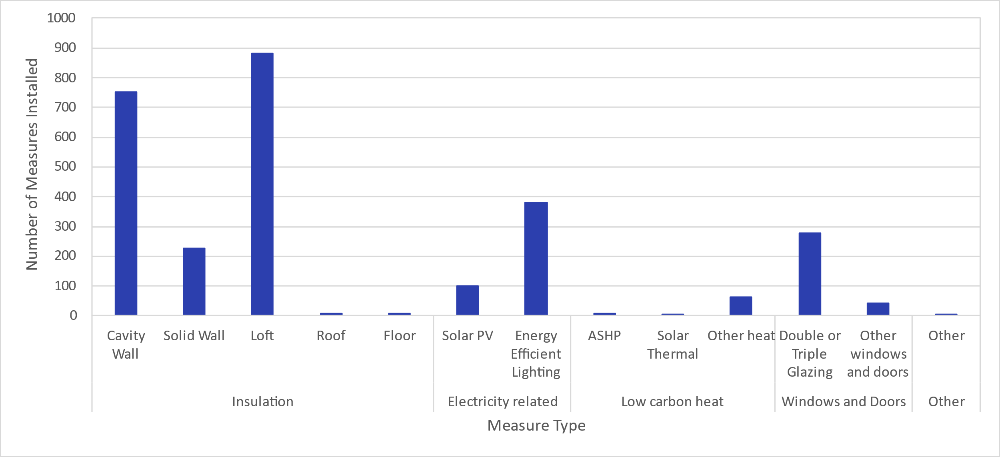 1000
900
800
700
600
500
400
300
200
100
0
Number of Measures Installed
Cavity Wall
Solid Wall
Loft
Roof
Floor
Solar PV
Energy Efficient Lighting
ASHP
Solar Thermal
Other heat
Double or Triple Glazing
Other windows and doors
Other
Insulation
Electricity related
Low carbon heat
Windows and Doors
Other
Measure Type